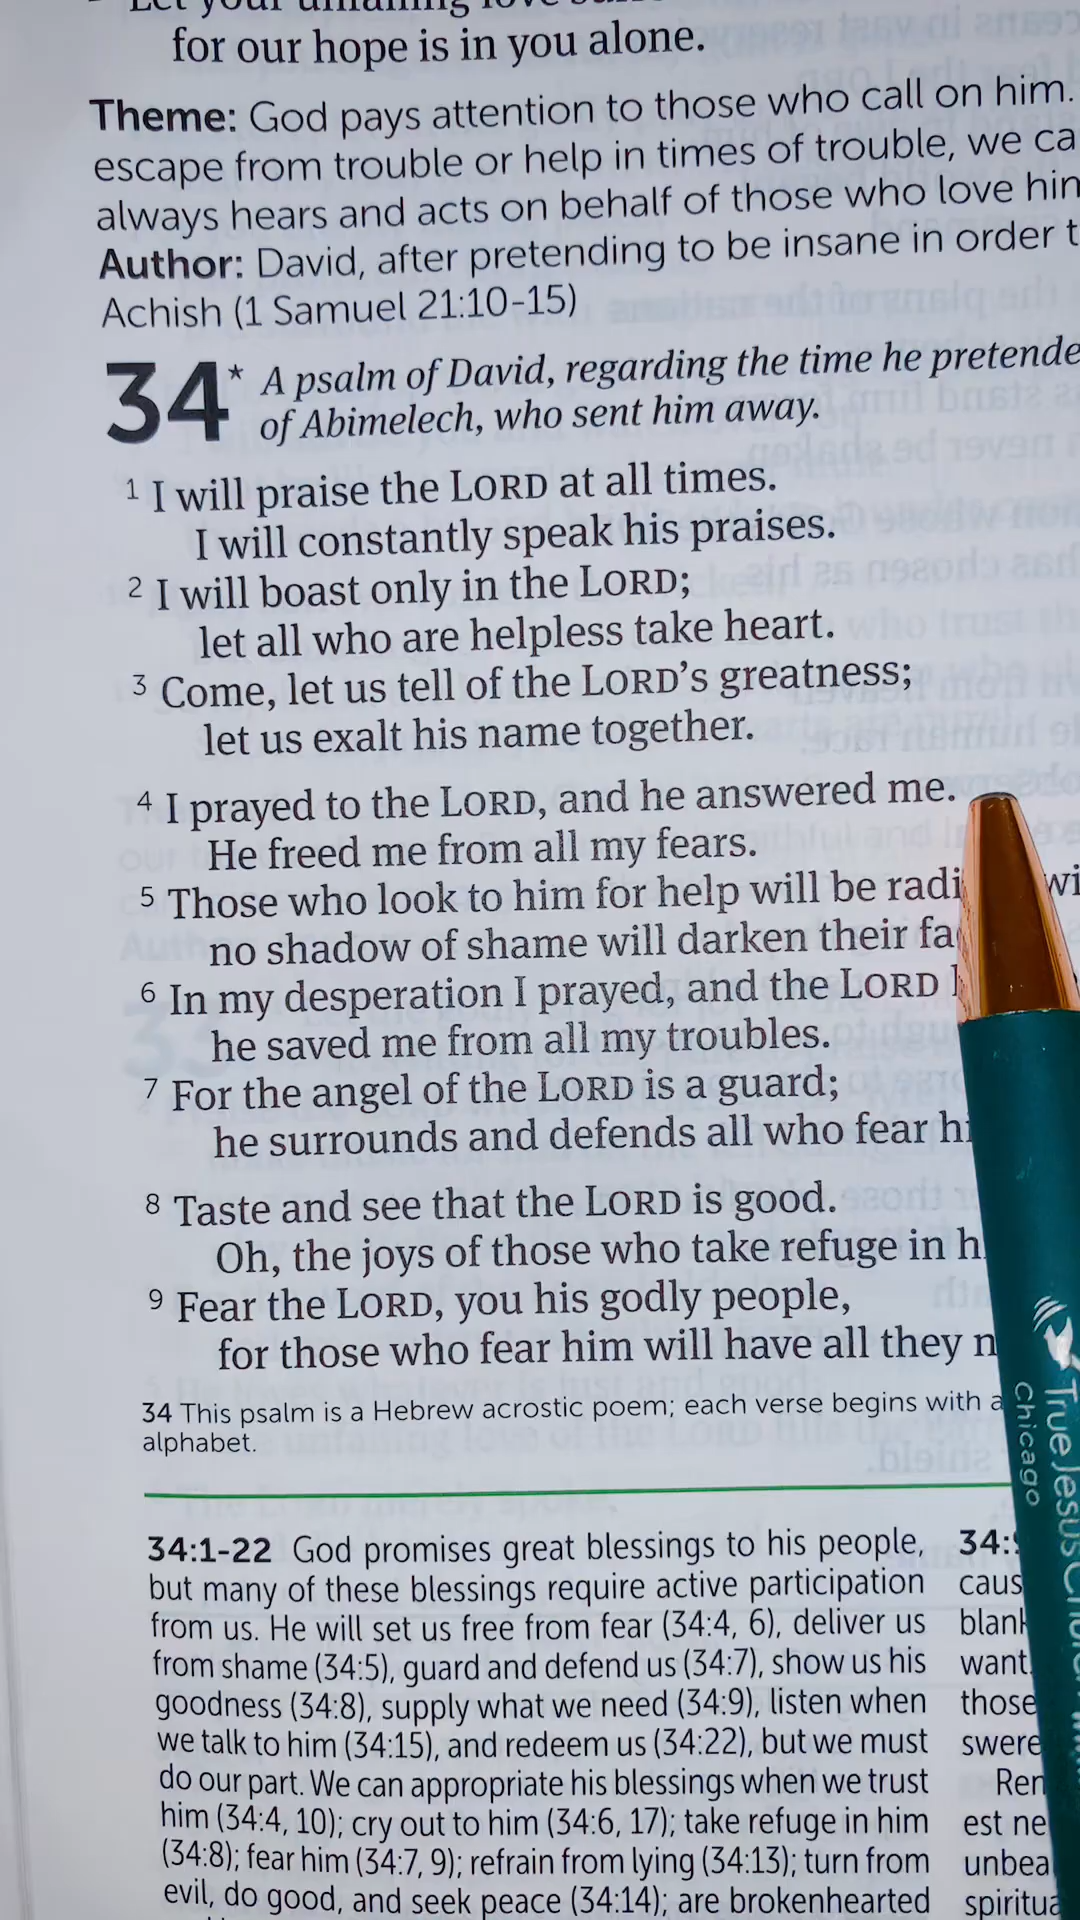 for our hope is in you alone.
Theme: God pays attention to those who call on him.
escape from trouble or help in times of trouble, we
always hears and acts on behalf of those who love
Author: David, after pretending to be insane in order
Achish (1 Samuel 21:10-15)
34* A psalm of David, regarding the time he
of Abimelech, who sent him away.
1 I will praise the LORD at all times.
I will constantly speak his praises.
2 I will boast only in the LORD;
let all who are helpless take heart.
3 Come, let us tell of the LORD’s greatness;
let us exalt his name together.
4 I prayed to the LORD, and he answered me.
He freed me from all my fears.
5 Those who look to him for help will be
no shadow of shame will darken their
6 In my desperation I prayed, and the LORD
he saved me from all my troubles.
7 For the angel of the LORD is a guard;
he surrounds and defends all who fear
8 Taste and see that the LORD is good.
Oh, the joys of those who take refuge in
9 Fear the LORD, you his godly people,
for those who fear him will have all they
34 This psalm is a Hebrew acrostic poem; each verse begins with a
alphabet.
34:1-22 God promises great blessings to his people,
but many of these blessings require active participation
from us. He will set us free from fear (34:4, 6), deliver us
from shame (34:5), guard and defend us (34:7), show us his
goodness (34:8), supply what we need (34:9), listen when
we talk to him (34:15), and redeem us (34:22), but we must
do our part. We can appropriate his blessings when we trust
him (34:4, 10); cry out to him (34:6, 17); take refuge in him
(34:8); fear him (34:7, 9); refrain from lying (34:13); turn from
evil, do good, and seek peace (34:14); are brokenhearted
34:
caus
blank
want
those
swere
Ren
est ne
unbea
spiritua
True Jesus
Chicago